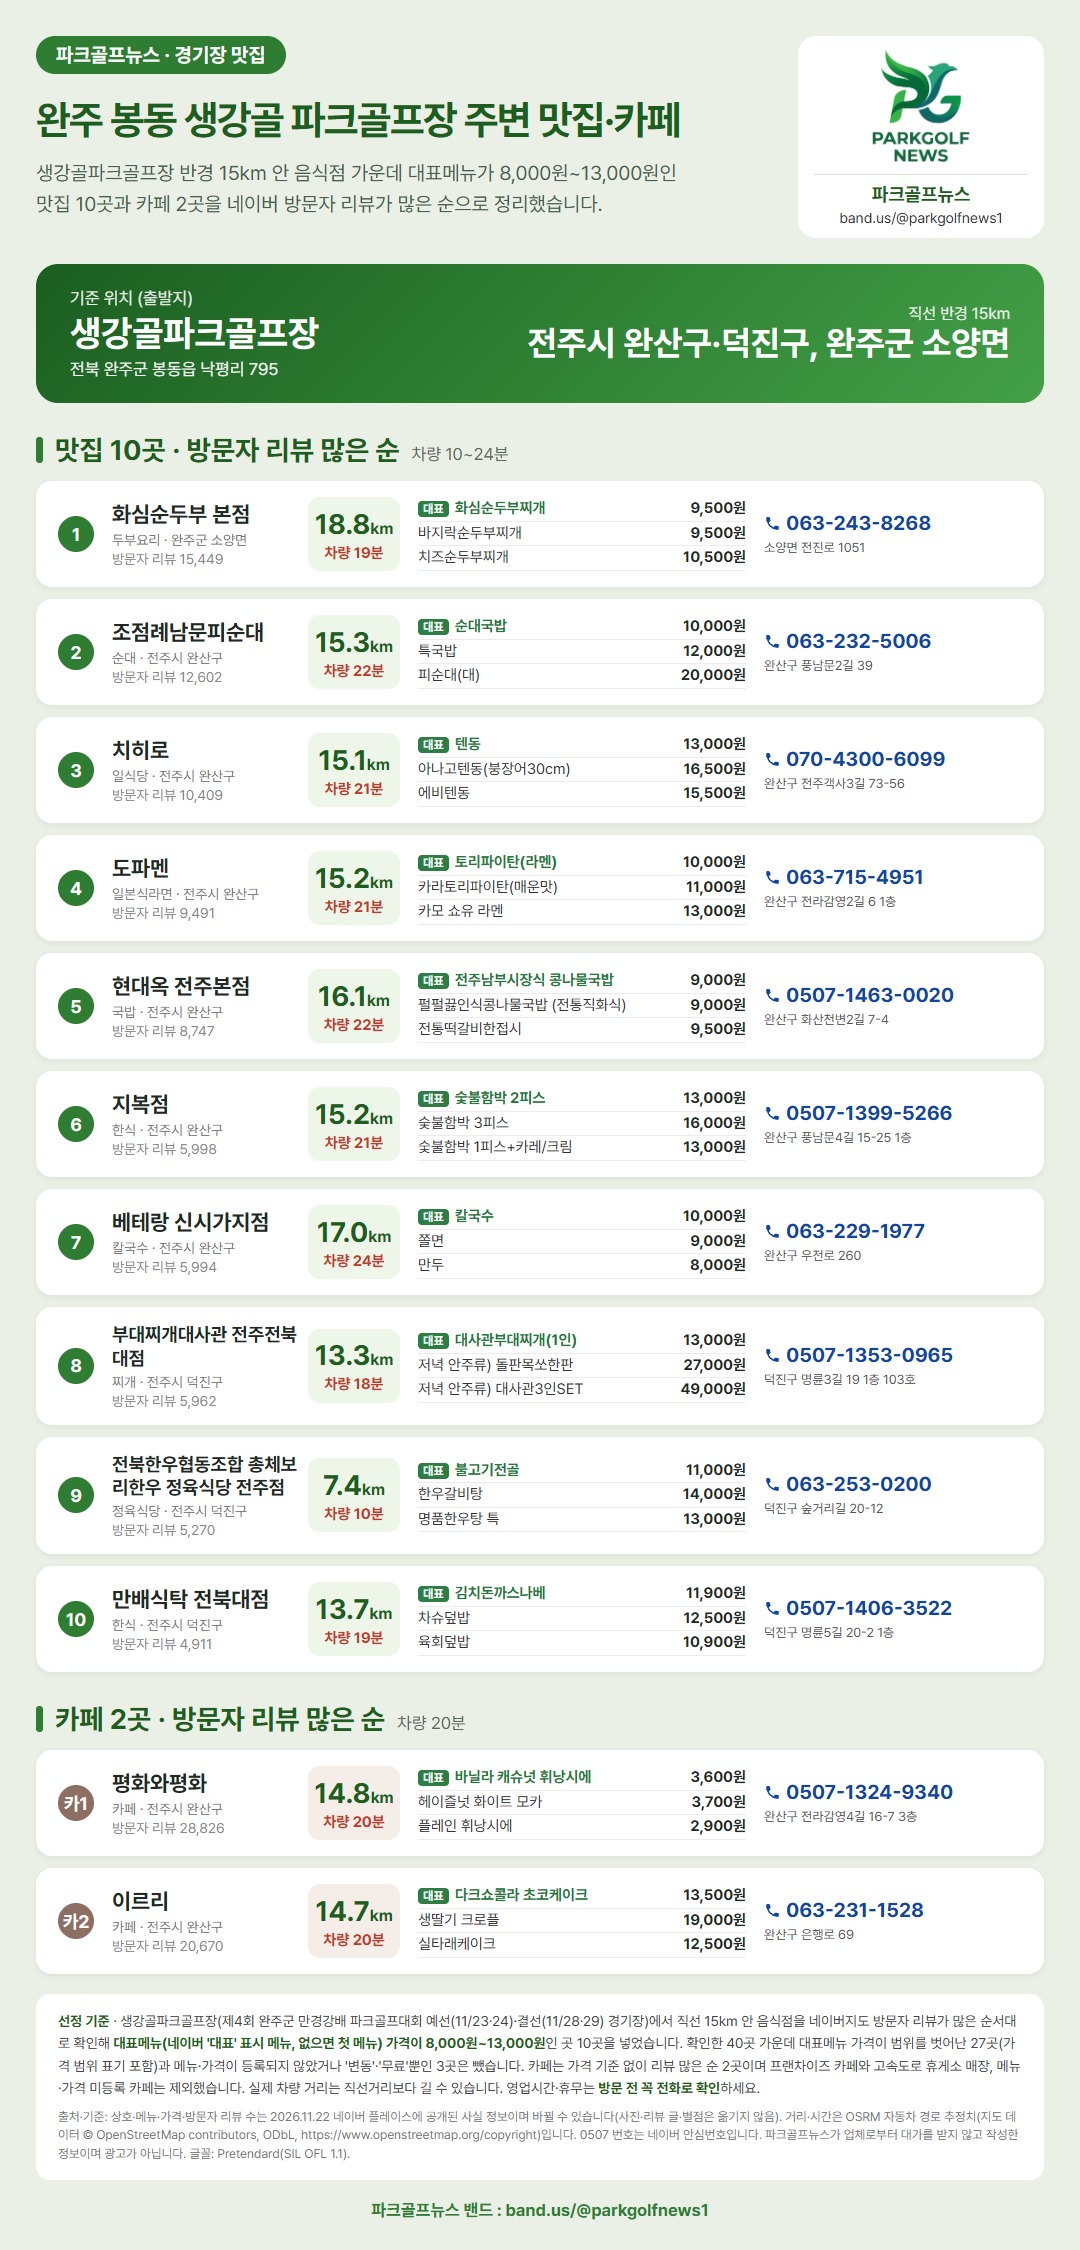 파크골프뉴스 · 경기장 맛집
완주 봉동 생강골 파크골프장 주변 맛집·카페
생강골파크골프장 반경 15km 안 음식점 가운데 대표메뉴가 8,000원~13,000원인
맛집 10곳과 카페 2곳을 네이버 방문자 리뷰가 많은 순으로 정리했습니다.
PARKGOLF
NEWS
파크골프뉴스
band.us/@parkgolfnews1
기준 위치 (출발지)
생강골파크골프장
전북 완주군 봉동읍 낙평리 795
직선 반경 15km
전주시 완산구·덕진구, 완주군 소양면
맛집 10곳 · 방문자 리뷰 많은 순 차량 10~24분
1
화심순두부 본점
두부요리 · 완주군 소양면
방문자 리뷰 15,449
18.8km
차량 19분
대표 화심순두부찌개 9,500원
바지락순두부찌개 9,500원
치즈순두부찌개 10,500원
063-243-8268
소양면 전진로 1051
2
조점례남문피순대
순대 · 전주시 완산구
방문자 리뷰 12,602
15.3km
차량 22분
대표 순대국밥 10,000원
특국밥 12,000원
피순대(대) 20,000원
063-232-5006
완산구 풍남문2길 39
3
치히로
일식당 · 전주시 완산구
방문자 리뷰 10,409
15.1km
차량 21분
대표 텐동 13,000원
아나고텐동(붕장어30cm) 16,500원
에비텐동 15,500원
070-4300-6099
완산구 전주객사3길 73-56
4
도파멘
일본식라면 · 전주시 완산구
방문자 리뷰 9,491
15.2km
차량 21분
대표 토리파이탄(라멘) 10,000원
카라토리파이탄(매운맛) 11,000원
카모 쇼유 라멘 13,000원
063-715-4951
완산구 전라감영2길 6 1층
5
현대옥 전주본점
국밥 · 전주시 완산구
방문자 리뷰 8,747
16.1km
차량 22분
대표 전주남부시장식 콩나물국밥 9,000원
펄펄끓인식콩나물국밥 (전통직화식) 9,000원
전통떡갈비한접시 9,500원
0507-1463-0020
완산구 화산천변2길 7-4
6
지복점
한식 · 전주시 완산구
방문자 리뷰 5,998
15.2km
차량 21분
대표 숯불함박 2피스 13,000원
숯불함박 3피스 16,000원
숯불함박 1피스+카레/크림 13,000원
0507-1399-5266
완산구 풍남문4길 15-25 1층
7
베테랑 신시가지점
칼국수 · 전주시 완산구
방문자 리뷰 5,994
17.0km
차량 24분
대표 칼국수 10,000원
쫄면 9,000원
만두 8,000원
063-229-1977
완산구 우전로 260
8
부대찌개대사관 전주전북
대점
찌개 · 전주시 덕진구
방문자 리뷰 5,962
13.3km
차량 18분
대표 대사관부대찌개(1인) 13,000원
저녁 안주류) 돌판목쏘한판 27,000원
저녁 안주류) 대사관3인SET 49,000원
0507-1353-0965
덕진구 명륜3길 19 1층 103호
9
전북한우협동조합 총체보
리한우 정육식당 전주점
정육식당 · 전주시 덕진구
방문자 리뷰 5,270
7.4km
차량 10분
대표 불고기전골 11,000원
한우갈비탕 14,000원
명품한우탕 특 13,000원
063-253-0200
덕진구 숲거리길 20-12
10
만배식탁 전북대점
한식 · 전주시 덕진구
방문자 리뷰 4,911
13.7km
차량 19분
대표 김치돈까스나베 11,900원
차슈덮밥 12,500원
육회덮밥 10,900원
0507-1406-3522
덕진구 명륜5길 20-2 1층
카페 2곳 · 방문자 리뷰 많은 순 차량 20분
카1
평화와평화
카페 · 전주시 완산구
방문자 리뷰 28,826
14.8km
차량 20분
대표 바닐라 캐슈넛 휘낭시에 3,600원
헤이즐넛 화이트 모카 3,700원
플레인 휘낭시에 2,900원
0507-1324-9340
완산구 전라감영4길 16-7 3층
카2
이르리
카페 · 전주시 완산구
방문자 리뷰 20,670
14.7km
차량 20분
대표 다크쇼콜라 초코케이크 13,500원
생딸기 크로플 19,000원
실타래케이크 12,500원
063-231-1528
완산구 은행로 69
선정 기준 · 생강골파크골프장(제4회 완주군 만경강배 파크골프대회 예선(11/23·24)·결선(11/28·29) 경기장)에서 직선 15km 안 음식점을 네이버지도 방문자 리뷰가 많은 순서대
로 확인해 대표메뉴(네이버 '대표' 표시 메뉴, 없으면 첫 메뉴) 가격이 8,000원~13,000원인 곳 10곳을 넣었습니다. 확인한 40곳 가운데 대표메뉴 가격이 범위를 벗어난 27곳(가
격 범위 표기 포함)과 메뉴·가격이 등록되지 않았거나 '변동'·'무료'뿐인 3곳은 뺐습니다. 카페는 가격 기준 없이 리뷰 많은 순 2곳이며 프랜차이즈 카페와 고속도로 휴게소 매장, 메뉴
·가격 미등록 카페는 제외했습니다. 실제 차량 거리는 직선거리보다 길 수 있습니다. 영업시간·휴무는 방문 전 꼭 전화로 확인하세요.
출처·기준: 상호·메뉴·가격·방문자 리뷰 수는 2026.11.22 네이버 플레이스에 공개된 사실 정보이며 바뀔 수 있습니다(사진·리뷰 글·별점은 옮기지 않음). 거리·시간은 OSRM 자동차 경로 추정치(지도 데
이터 © OpenStreetMap contributors, ODbL, https://www.openstreetmap.org/copyright)입니다. 0507 번호는 네이버 안심번호입니다. 파크골프뉴스가 업체로부터 대가를 받지 않고 작성한
정보이며 광고가 아닙니다. 글꼴: Pretendard(SIL OFL 1.1).
파크골프뉴스 밴드 : band.us/@parkgolfnews1